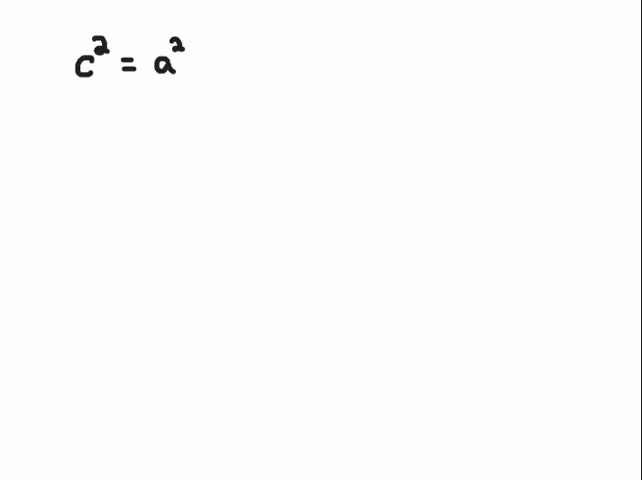 c² = a²